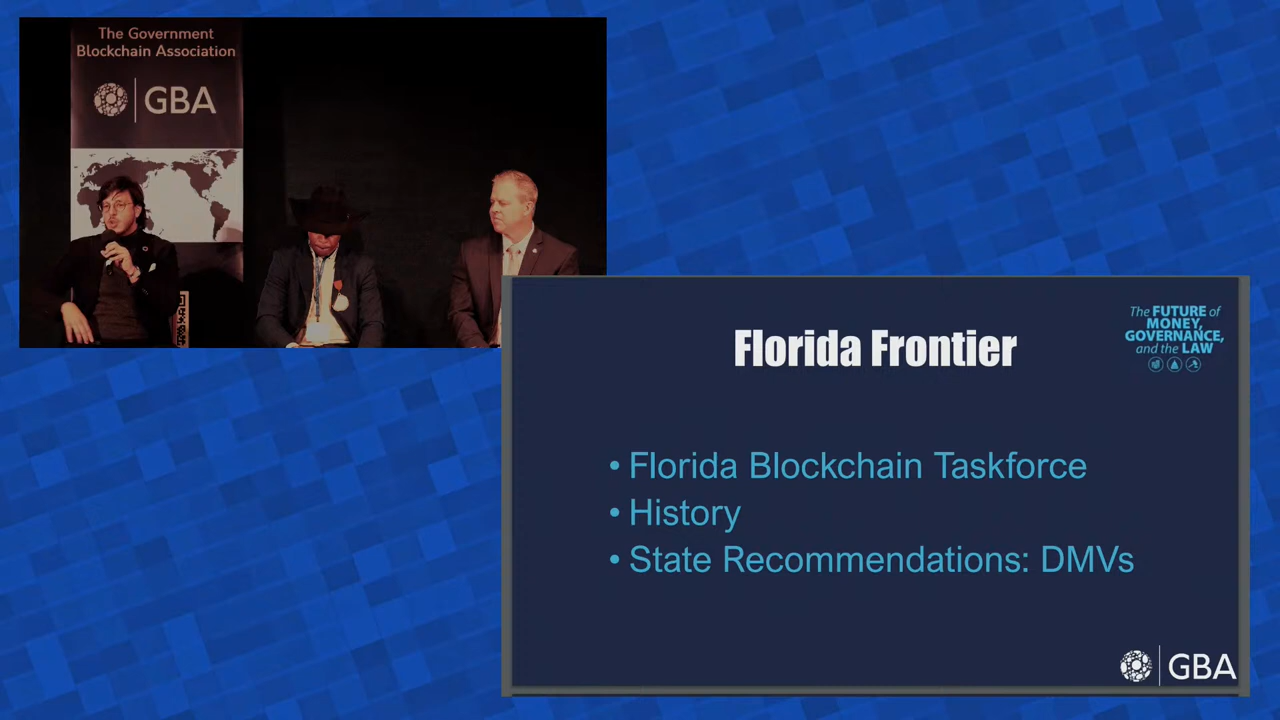 The Government
Blockchain Association
GBA
Florida Frontier
The FUTURE of
MONEY,
GOVERNANCE,
and the LAW
• Florida Blockchain Taskforce
• History
• State Recommendations: DMVs
GBA